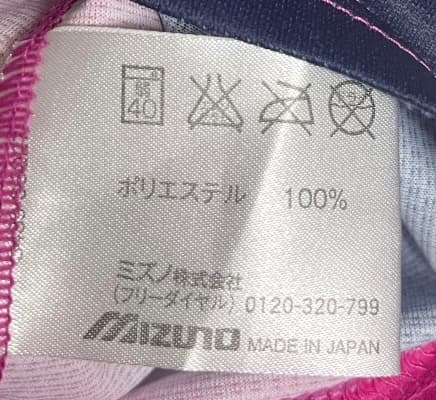 弱
40
ポリエステル 100%
ミズノ株式会社
(フリーダイヤル) 0120-320-799
MIZUNO MADE IN JAPAN